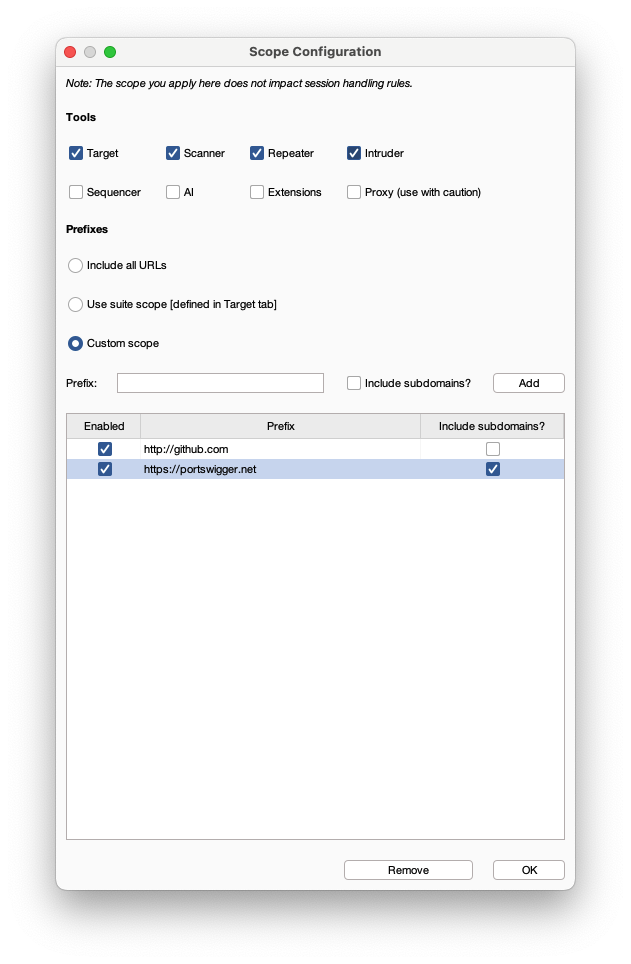 Scope Configuration
Note: The scope you apply here does not impact session handling rules.
Tools
Target Scanner Repeater Intruder
Sequencer AI Extensions Proxy (use with caution)
Prefixes
Include all URLs
Use suite scope [defined in Target tab]
Custom scope
Prefix: Include subdomains? Add
Enabled Prefix Include subdomains?
http://github.com
https://portswigger.net
Remove OK